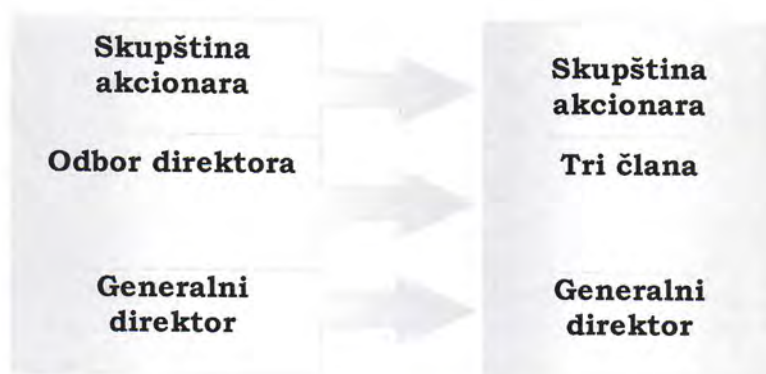 Skupština
akcionara
Odbor direktora
Generalni
direktor
Skupština
akcionara
Tri člana
Generalni
direktor